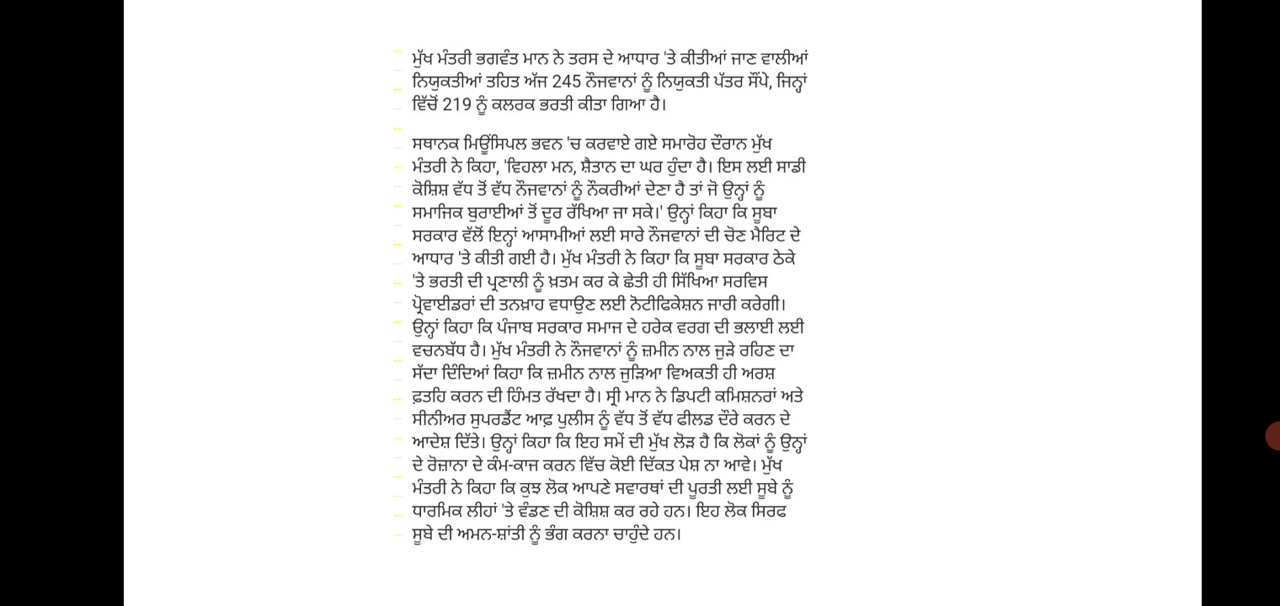 ਮੁੱਖ ਮੰਤਰੀ ਭਗਵੰਤ ਮਾਨ ਨੇ ਤਰਸ ਦੇ ਆਧਾਰ 'ਤੇ ਕੀਤੀਆਂ ਜਾਣ ਵਾਲੀਆਂ
ਨਿਯੁਕਤੀਆਂ ਤਹਿਤ ਅੱਜ 245 ਨੌਜਵਾਨਾਂ ਨੂੰ ਨਿਯੁਕਤੀ ਪੱਤਰ ਸੌਂਪੇ, ਜਿਨ੍ਹਾਂ
ਵਿੱਚੋਂ 219 ਨੂੰ ਕਲਰਕ ਭਰਤੀ ਕੀਤਾ ਗਿਆ ਹੈ।
ਸਥਾਨਕ ਮਿਊਂਸਿਪਲ ਭਵਨ 'ਚ ਕਰਵਾਏ ਗਏ ਸਮਾਰੋਹ ਦੌਰਾਨ ਮੁੱਖ
ਮੰਤਰੀ ਨੇ ਕਿਹਾ, 'ਵਿਹਲਾ ਮਨ, ਸ਼ੈਤਾਨ ਦਾ ਘਰ ਹੁੰਦਾ ਹੈ। ਇਸ ਲਈ ਸਾਡੀ
ਕੋਸ਼ਿਸ਼ ਵੱਧ ਤੋਂ ਵੱਧ ਨੌਜਵਾਨਾਂ ਨੂੰ ਨੌਕਰੀਆਂ ਦੇਣਾ ਹੈ ਤਾਂ ਜੋ ਉਨ੍ਹਾਂ ਨੂੰ
ਸਮਾਜਿਕ ਬੁਰਾਈਆਂ ਤੋਂ ਦੂਰ ਰੱਖਿਆ ਜਾ ਸਕੇ।' ਉਨ੍ਹਾਂ ਕਿਹਾ ਕਿ ਸੂਬਾ
ਸਰਕਾਰ ਵੱਲੋਂ ਇਨ੍ਹਾਂ ਆਸਾਮੀਆਂ ਲਈ ਸਾਰੇ ਨੌਜਵਾਨਾਂ ਦੀ ਚੋਣ ਮੈਰਿਟ ਦੇ
ਆਧਾਰ 'ਤੇ ਕੀਤੀ ਗਈ ਹੈ। ਮੁੱਖ ਮੰਤਰੀ ਨੇ ਕਿਹਾ ਕਿ ਸੂਬਾ ਸਰਕਾਰ ਠੇਕੇ
'ਤੇ ਭਰਤੀ ਦੀ ਪ੍ਰਣਾਲੀ ਨੂੰ ਖ਼ਤਮ ਕਰ ਕੇ ਛੇਤੀ ਹੀ ਸਿੱਖਿਆ ਸਰਵਿਸ
ਪ੍ਰੋਵਾਈਡਰਾਂ ਦੀ ਤਨਖ਼ਾਹ ਵਧਾਉਣ ਲਈ ਨੋਟੀਫਿਕੇਸ਼ਨ ਜਾਰੀ ਕਰੇਗੀ।
ਉਨ੍ਹਾਂ ਕਿਹਾ ਕਿ ਪੰਜਾਬ ਸਰਕਾਰ ਸਮਾਜ ਦੇ ਹਰੇਕ ਵਰਗ ਦੀ ਭਲਾਈ ਲਈ
ਵਚਨਬੱਧ ਹੈ। ਮੁੱਖ ਮੰਤਰੀ ਨੇ ਨੌਜਵਾਨਾਂ ਨੂੰ ਜ਼ਮੀਨ ਨਾਲ ਜੁੜੇ ਰਹਿਣ ਦਾ
ਸੱਦਾ ਦਿੰਦਿਆਂ ਕਿਹਾ ਕਿ ਜ਼ਮੀਨ ਨਾਲ ਜੁੜਿਆ ਵਿਅਕਤੀ ਹੀ ਅਰਸ਼
ਫ਼ਤਹਿ ਕਰਨ ਦੀ ਹਿੰਮਤ ਰੱਖਦਾ ਹੈ। ਸ੍ਰੀ ਮਾਨ ਨੇ ਡਿਪਟੀ ਕਮਿਸ਼ਨਰਾਂ ਅਤੇ
ਸੀਨੀਅਰ ਸੁਪਰਡੈਂਟ ਆਫ਼ ਪੁਲੀਸ ਨੂੰ ਵੱਧ ਤੋਂ ਵੱਧ ਫੀਲਡ ਦੌਰੇ ਕਰਨ ਦੇ
ਆਦੇਸ਼ ਦਿੱਤੇ। ਉਨ੍ਹਾਂ ਕਿਹਾ ਕਿ ਇਹ ਸਮੇਂ ਦੀ ਮੁੱਖ ਲੋੜ ਹੈ ਕਿ ਲੋਕਾਂ ਨੂੰ ਉਨ੍ਹਾਂ
ਦੇ ਰੋਜ਼ਾਨਾ ਦੇ ਕੰਮ-ਕਾਜ ਕਰਨ ਵਿੱਚ ਕੋਈ ਦਿੱਕਤ ਪੇਸ਼ ਨਾ ਆਵੇ। ਮੁੱਖ
ਮੰਤਰੀ ਨੇ ਕਿਹਾ ਕਿ ਕੁਝ ਲੋਕ ਆਪਣੇ ਸਵਾਰਥਾਂ ਦੀ ਪੂਰਤੀ ਲਈ ਸੂਬੇ ਨੂੰ
ਧਾਰਮਿਕ ਲੀਹਾਂ 'ਤੇ ਵੰਡਣ ਦੀ ਕੋਸ਼ਿਸ਼ ਕਰ ਰਹੇ ਹਨ। ਇਹ ਲੋਕ ਸਿਰਫ
ਸੂਬੇ ਦੀ ਅਮਨ-ਸ਼ਾਂਤੀ ਨੂੰ ਭੰਗ ਕਰਨਾ ਚਾਹੁੰਦੇ ਹਨ।